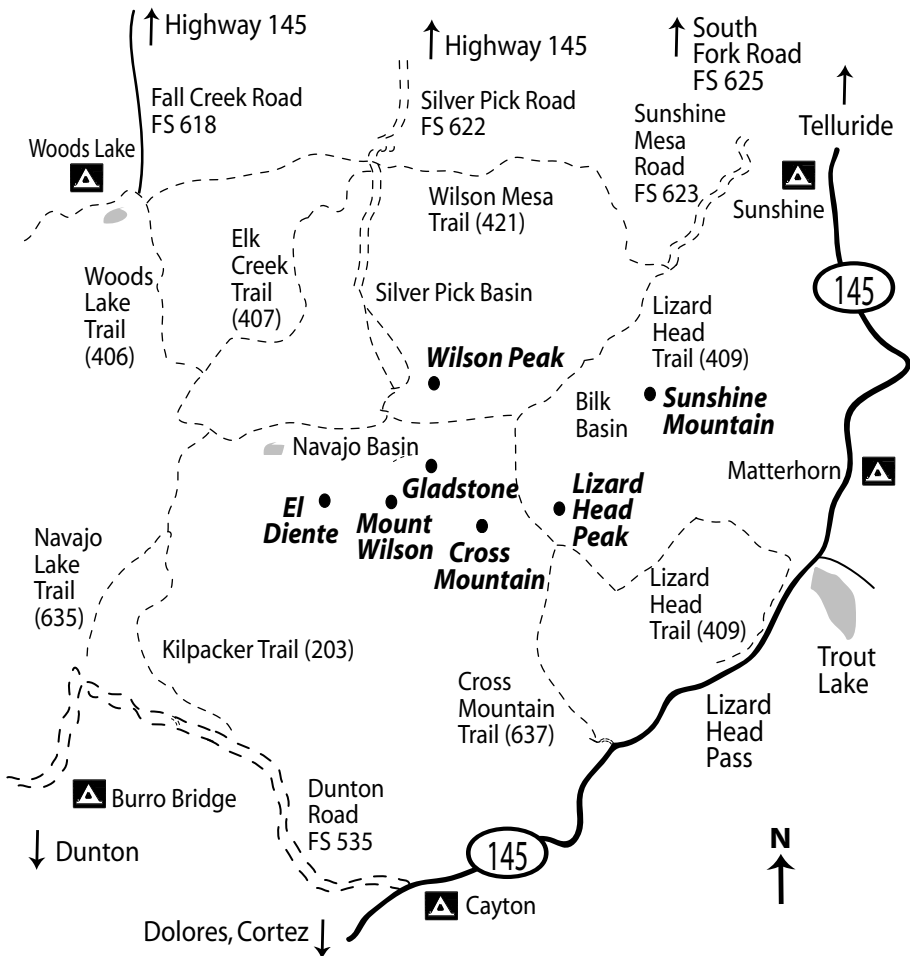 Highway 145
Highway 145
South
Fork Road
FS 625
Fall Creek Road
FS 618
Silver Pick Road
FS 622
Sunshine
Mesa
Road
FS 623
Telluride
Woods Lake
Sunshine
Wilson Mesa
Trail (421)
Elk
Creek
Trail
(407)
Woods
Lake
Trail
(406)
Silver Pick Basin
145
Lizard
Head
Trail (409)
Wilson Peak
Bilk
Basin
Sunshine
Mountain
Navajo Basin
Matterhorn
Gladstone
El
Diente
Mount
Wilson
Cross
Mountain
Lizard
Head
Peak
Navajo
Lake
Trail
(635)
Lizard
Head
Trail (409)
Kilpacker Trail (203)
Trout
Lake
Cross
Mountain
Trail (637)
Lizard
Head
Pass
Burro Bridge
Dunton
Road
FS 535
Dunton
145
N
Cayton
Dolores, Cortez